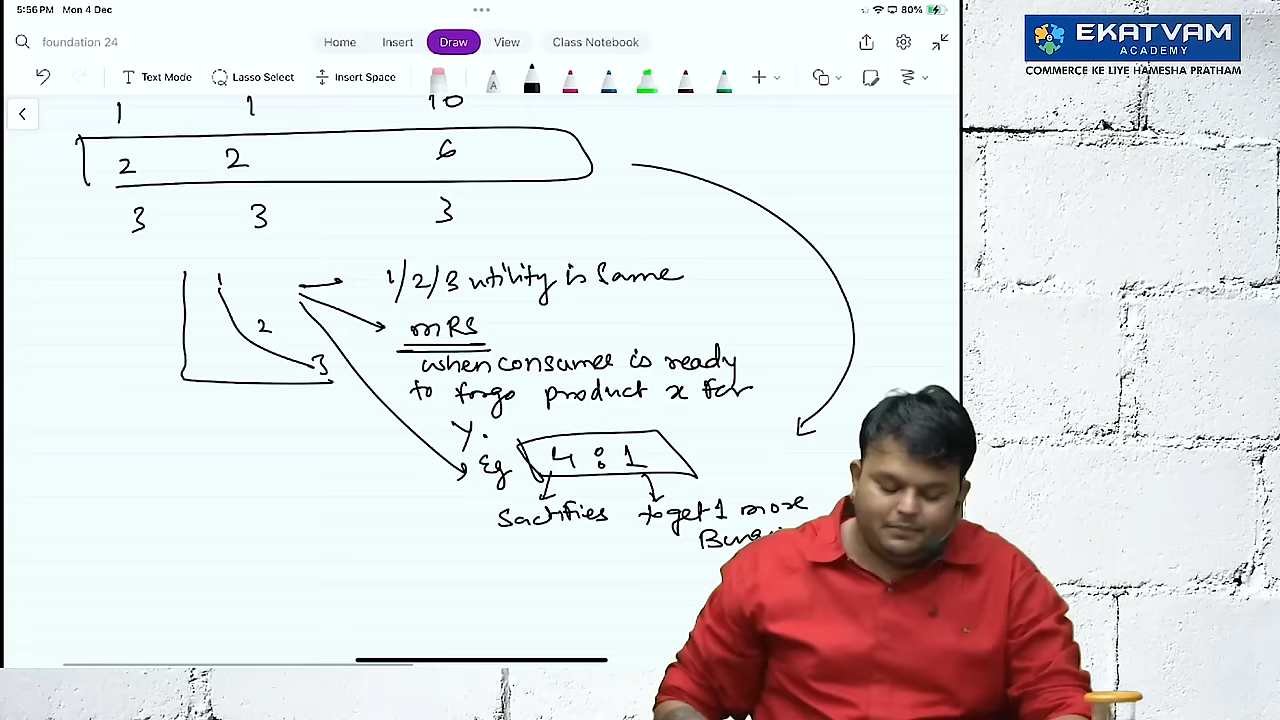 5:56 PM Mon 4 Dec
80%
foundation 24
Home Insert Draw View Class Notebook
Text Mode Lasso Select Insert Space
EKATVAM
ACADEMY
COMMERCE KE LIYE HAMESHA PRATHAM
1 1 10
2 2 6
3 3 3
1/2/3 utility is same
1
2
3
MRS
when consumer is ready
to forgo product x for
y.
Eg 4 : 1
Sacrifies to get 1 more